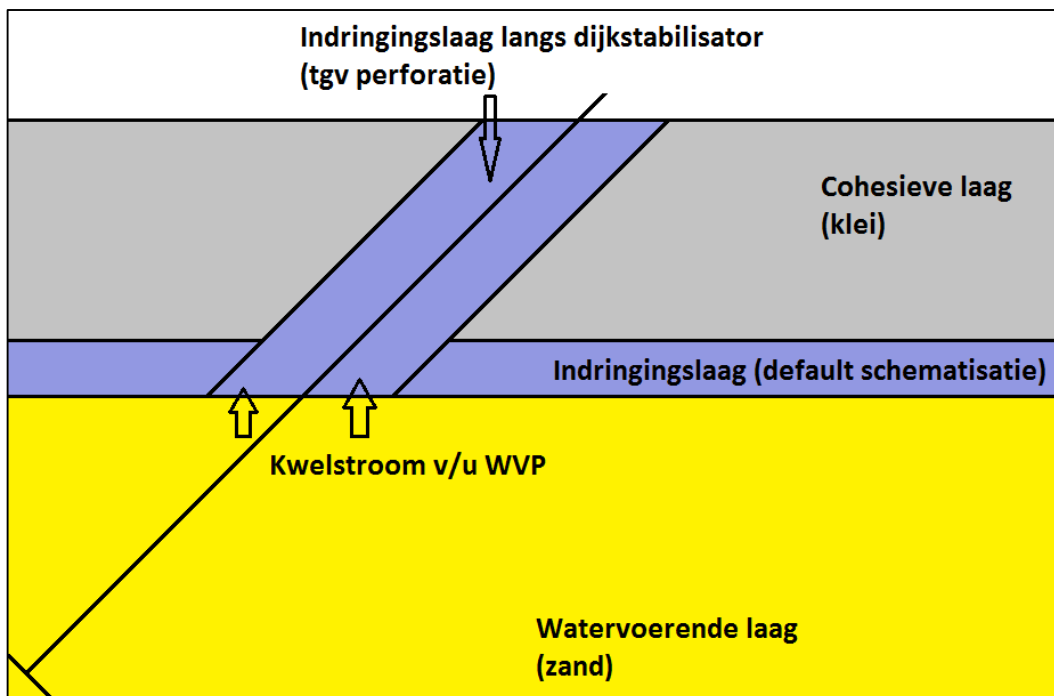 Indringingslaag langs dijkstabilisator
(tgv perforatie)
Cohesieve laag
(klei)
Indringingslaag (default schematisatie)
Kwelstroom v/u WVP
Watervoerende laag
(zand)